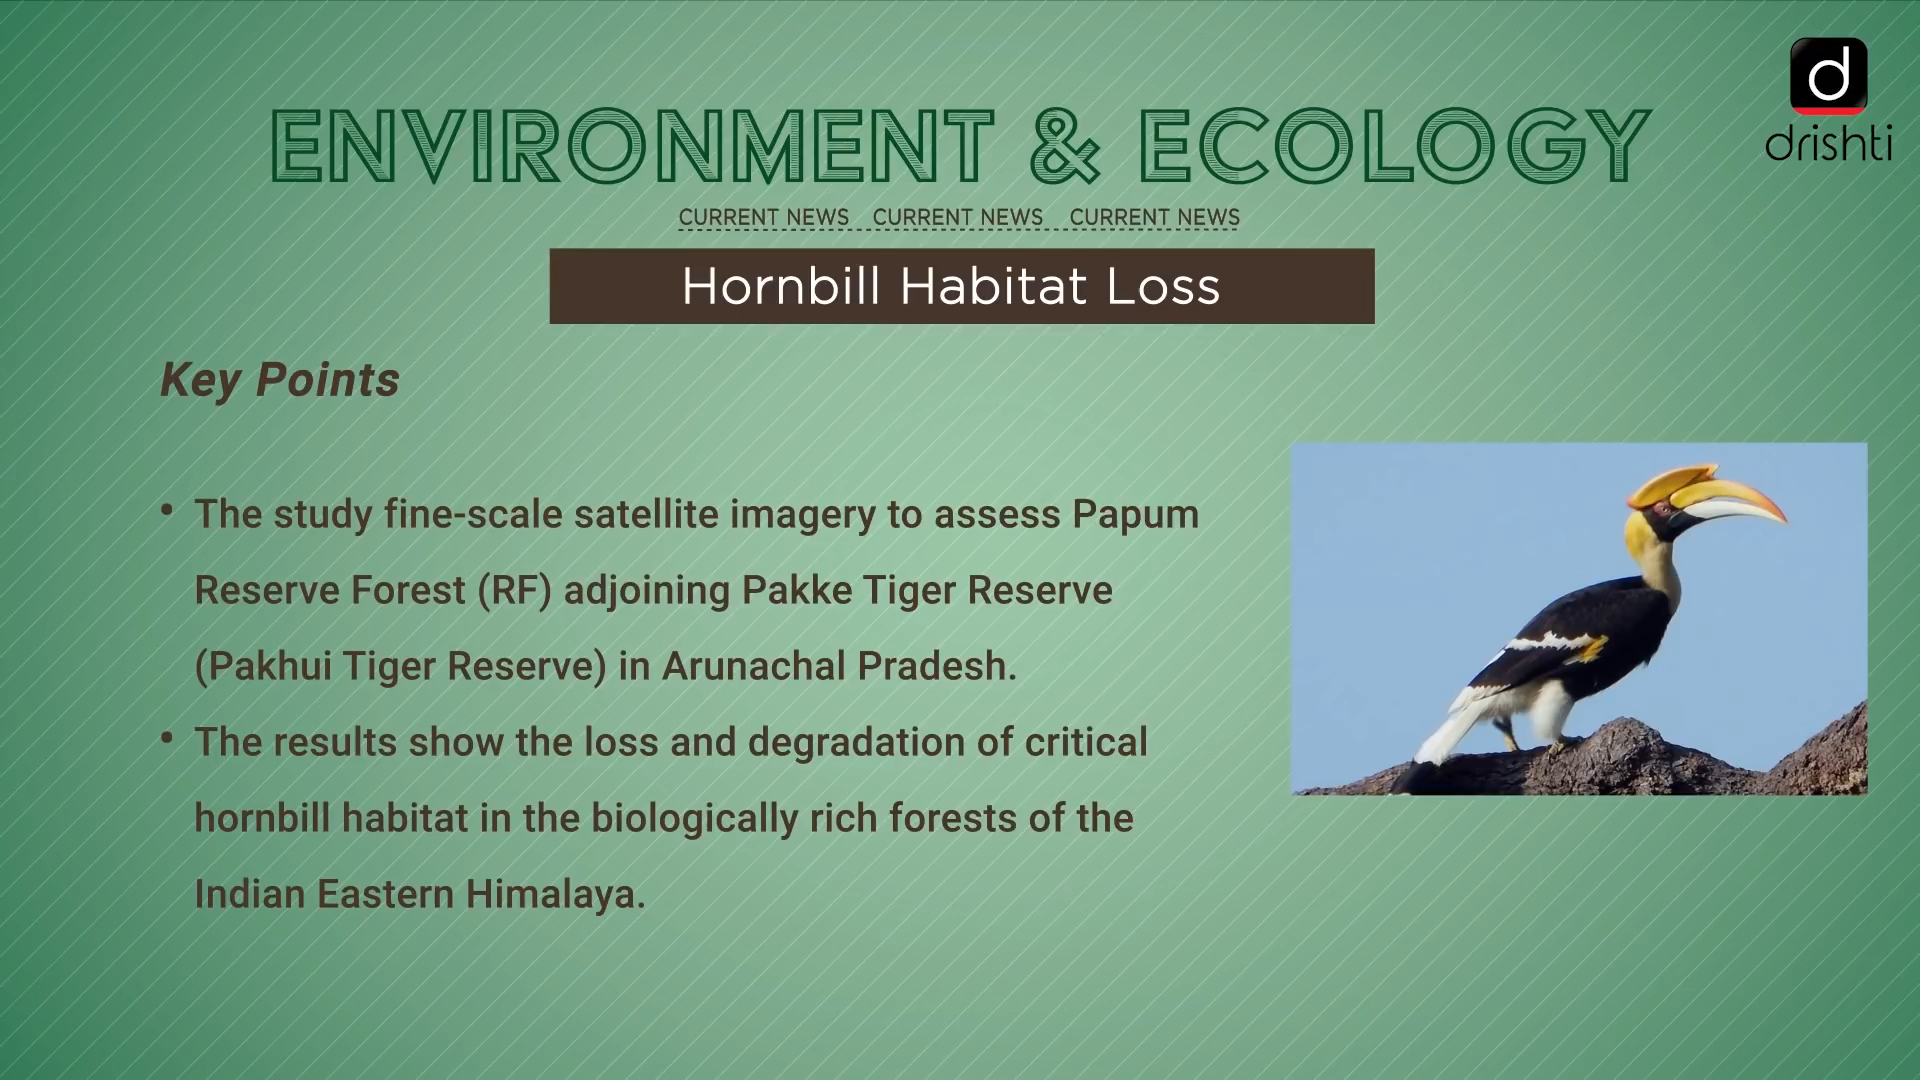 d
drishti
ENVIRONMENT & ECOLOGY
CURRENT NEWS CURRENT NEWS CURRENT NEWS
Hornbill Habitat Loss
Key Points
• The study fine-scale satellite imagery to assess Papum
Reserve Forest (RF) adjoining Pakke Tiger Reserve
(Pakhui Tiger Reserve) in Arunachal Pradesh.
• The results show the loss and degradation of critical
hornbill habitat in the biologically rich forests of the
Indian Eastern Himalaya.